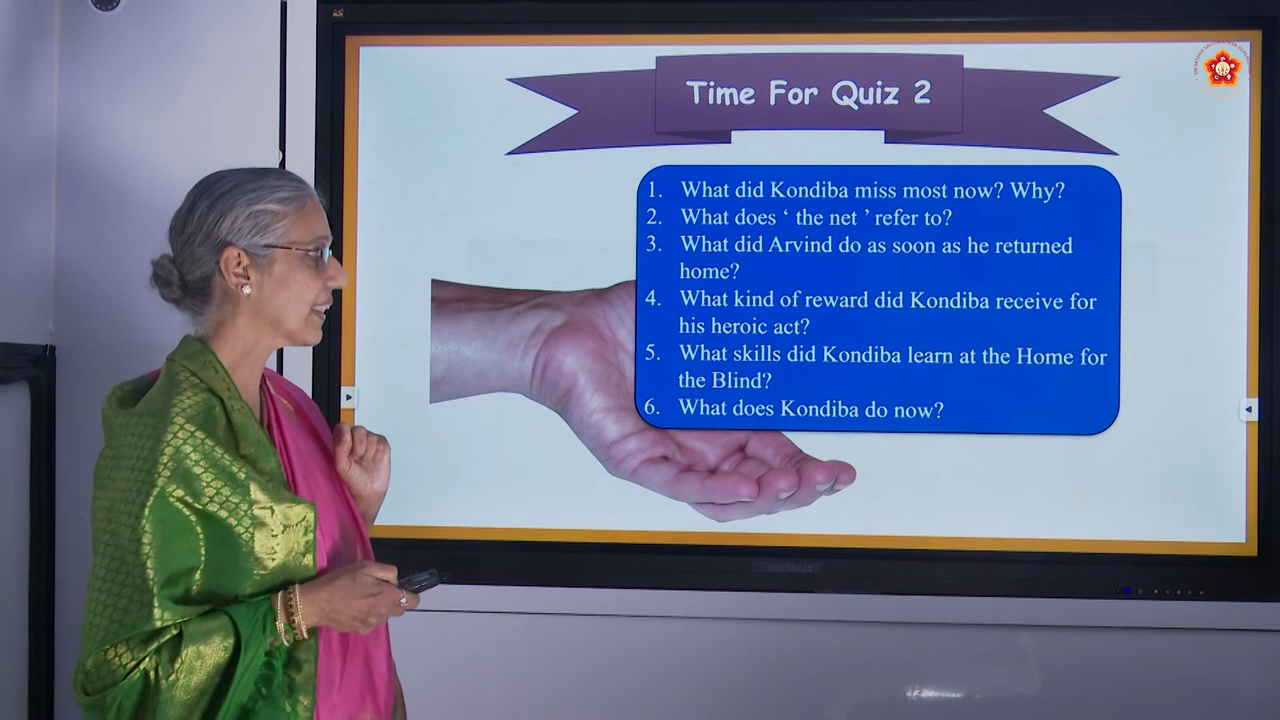 Time For Quiz 2
1. What did Kondiba miss most now? Why?
2. What does ‘ the net ’ refer to?
3. What did Arvind do as soon as he returned
home?
4. What kind of reward did Kondiba receive for
his heroic act?
5. What skills did Kondiba learn at the Home for
the Blind?
6. What does Kondiba do now?